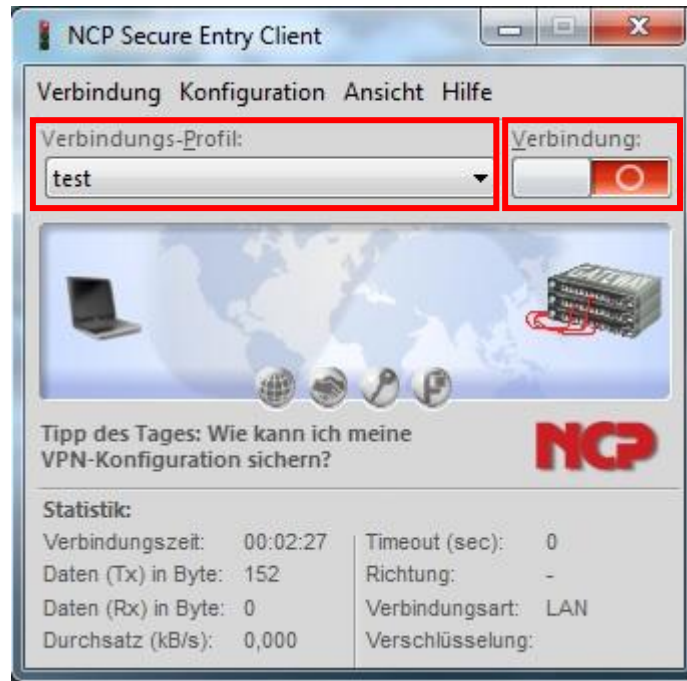 NCP Secure Entry Client
Verbindung Konfiguration Ansicht Hilfe
Verbindungs-Profil:
Verbindung:
test
Tipp des Tages: Wie kann ich meine
VPN-Konfiguration sichern?
NCP
Statistik:
Verbindungszeit: 00:02:27
Timeout (sec): 0
Daten (Tx) in Byte: 152
Richtung: -
Daten (Rx) in Byte: 0
Verbindungsart: LAN
Durchsatz (kB/s): 0,000
Verschlüsselung: